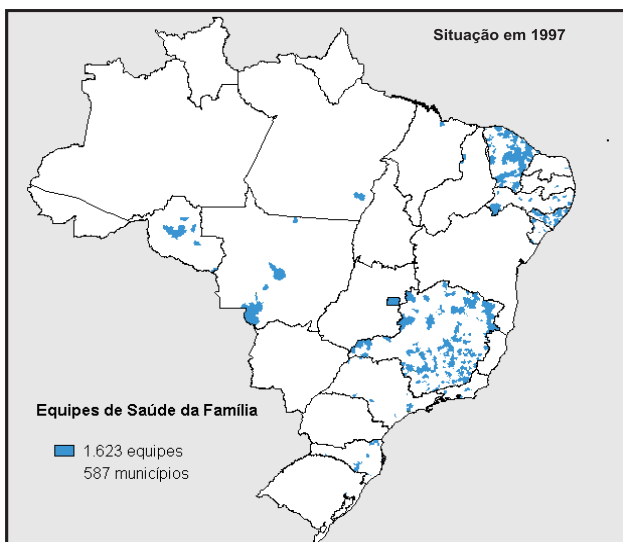 Situação em 1997
Equipes de Saúde da Família
1.623 equipes
587 municípios